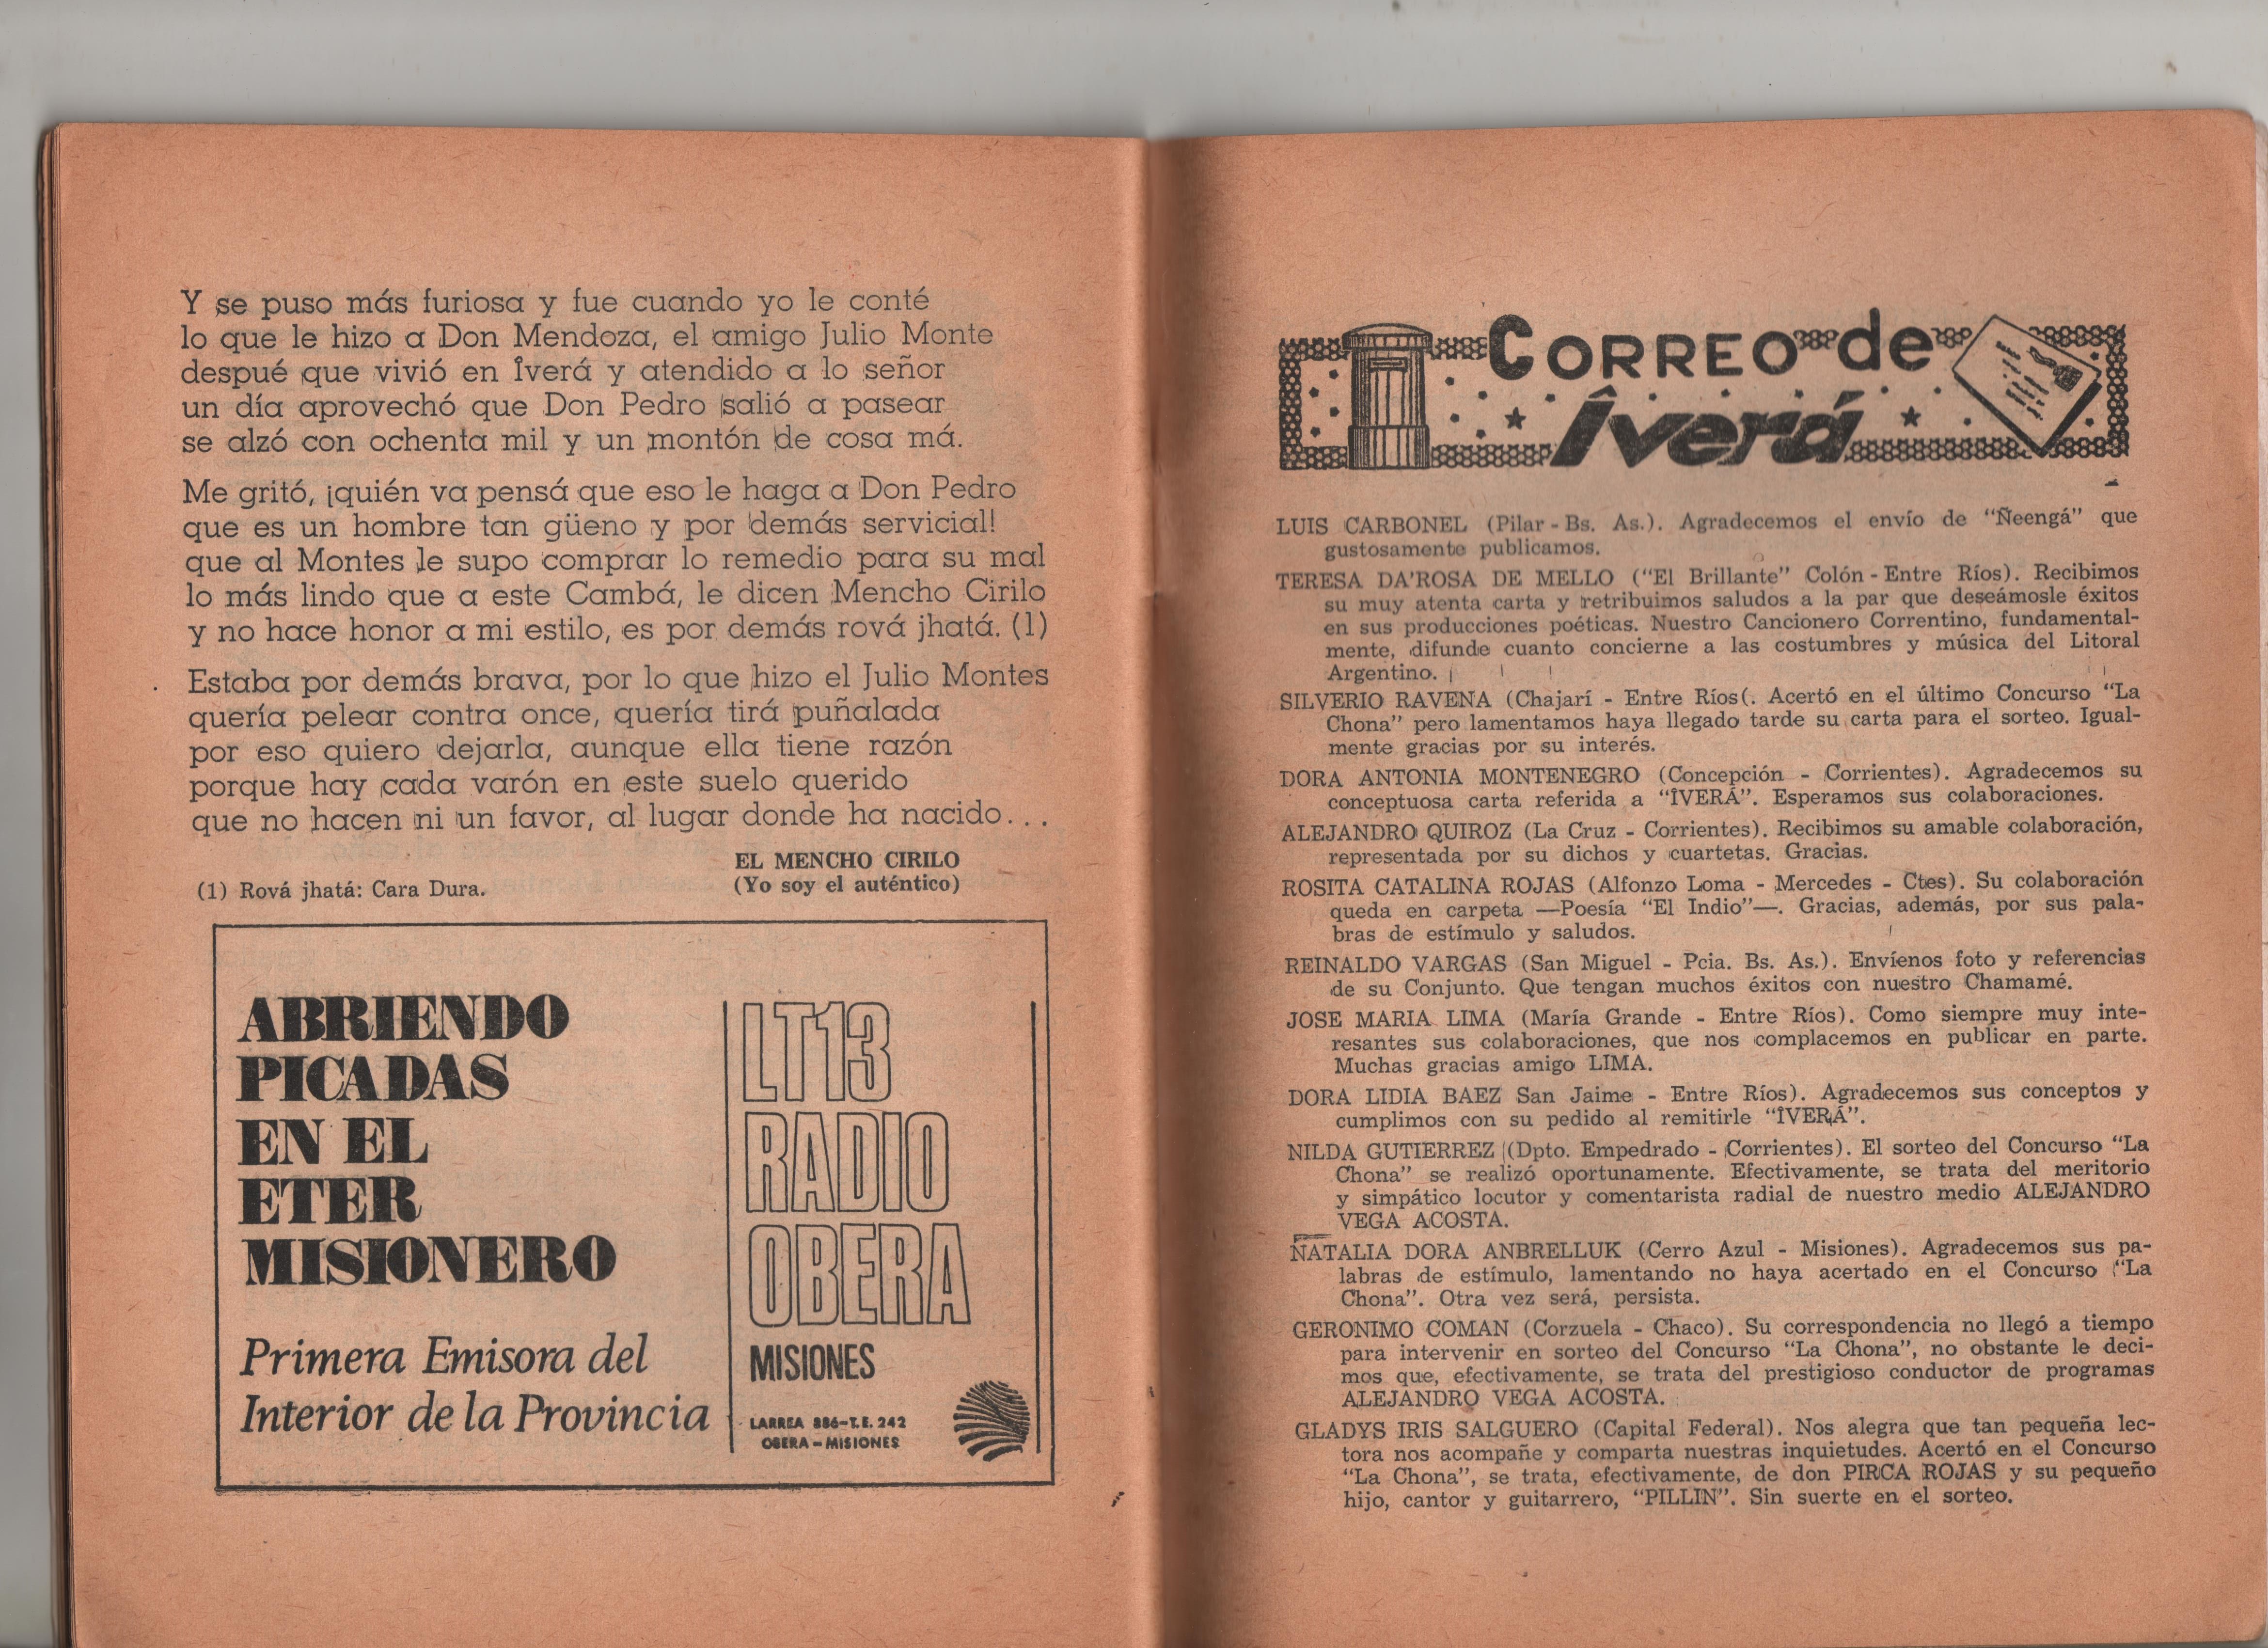 Y se puso más furiosa y fue cuando yo le conté
lo que le hizo a Don Mendoza, el amigo Julio Monte
despué que vivió en Îverá y atendido a lo señor
un día aprovechó que Don Pedro salió a pasear
se alzó con ochenta mil y un montón de cosa má.
Me gritó, ¡quién va pensá que eso le haga a Don Pedro
que es un hombre tan güeno y por demás servicial!
que al Montes le supo comprar lo remedio para su mal
lo más lindo que a este Cambá, le dicen Mencho Cirilo
y no hace honor a mi estilo, es por demás rová jhatá. (1)
Estaba por demás brava, por lo que hizo el Julio Montes
quería pelear contra once, quería tirá puñalada
por eso quiero dejarla, aunque ella tiene razón
porque hay cada varón en este suelo querido
que no hacen ni un favor, al lugar donde ha nacido...
EL MENCHO CIRILO
(Yo soy el auténtico)
(1) Rová jhatá: Cara Dura.
ABRIENDO
PICADAS
EN EL
ETER
MISIONERO
Primera Emisora del
Interior de la Provincia
LT13
RADIO
OBERA
MISIONES
LARREA 886-T.E. 242
OBERA - MISIONES
CORREO de
Îverá
LUIS CARBONEL (Pilar - Bs. As.). Agradecemos el envío de “Ñeengá” que
gustosamente publicamos.
TERESA DA'ROSA DE MELLO (“El Brillante” Colón - Entre Ríos). Recibimos
su muy atenta carta y retribuimos saludos a la par que deseámosle éxitos
en sus producciones poéticas. Nuestro Cancionero Correntino, fundamental-
mente, difunde cuanto concierne a las costumbres y música del Litoral
Argentino.
SILVERIO RAVENA (Chajarí - Entre Ríos(. Acertó en el último Concurso “La
Chona” pero lamentamos haya llegado tarde su carta para el sorteo. Igual-
mente gracias por su interés.
DORA ANTONIA MONTENEGRO (Concepción - Corrientes). Agradecemos su
conceptuosa carta referida a “ÎVERÁ”. Esperamos sus colaboraciones.
ALEJANDRO QUIROZ (La Cruz - Corrientes). Recibimos su amable colaboración,
representada por su dichos y cuartetas. Gracias.
ROSITA CATALINA ROJAS (Alfonzo Loma - Mercedes - Ctes). Su colaboración
queda en carpeta —Poesía “El Indio”—. Gracias, además, por sus pala-
bras de estímulo y saludos.
REINALDO VARGAS (San Miguel - Pcia. Bs. As.). Envíenos foto y referencias
de su Conjunto. Que tengan muchos éxitos con nuestro Chamamé.
JOSE MARIA LIMA (María Grande - Entre Ríos). Como siempre muy inte-
resantes sus colaboraciones, que nos complacemos en publicar en parte.
Muchas gracias amigo LIMA.
DORA LIDIA BAEZ San Jaime - Entre Ríos). Agradecemos sus conceptos y
cumplimos con su pedido al remitirle “ÎVERÁ”.
NILDA GUTIERREZ (Dpto. Empedrado - Corrientes). El sorteo del Concurso “La
Chona” se realizó oportunamente. Efectivamente, se trata del meritorio
y simpático locutor y comentarista radial de nuestro medio ALEJANDRO
VEGA ACOSTA.
NATALIA DORA ANBRELLUK (Cerro Azul - Misiones). Agradecemos sus pa-
labras de estímulo, lamentando no haya acertado en el Concurso “La
Chona”. Otra vez será, persista.
GERONIMO COMAN (Corzuela - Chaco). Su correspondencia no llegó a tiempo
para intervenir en sorteo del Concurso “La Chona”, no obstante le deci-
mos que, efectivamente, se trata del prestigioso conductor de programas
ALEJANDRO VEGA ACOSTA.
GLADYS IRIS SALGUERO (Capital Federal). Nos alegra que tan pequeña lec-
tora nos acompañe y comparta nuestras inquietudes. Acertó en el Concurso
“La Chona”, se trata, efectivamente, de don PIRCA ROJAS y su pequeño
hijo, cantor y guitarrero, “PILLIN”. Sin suerte en el sorteo.